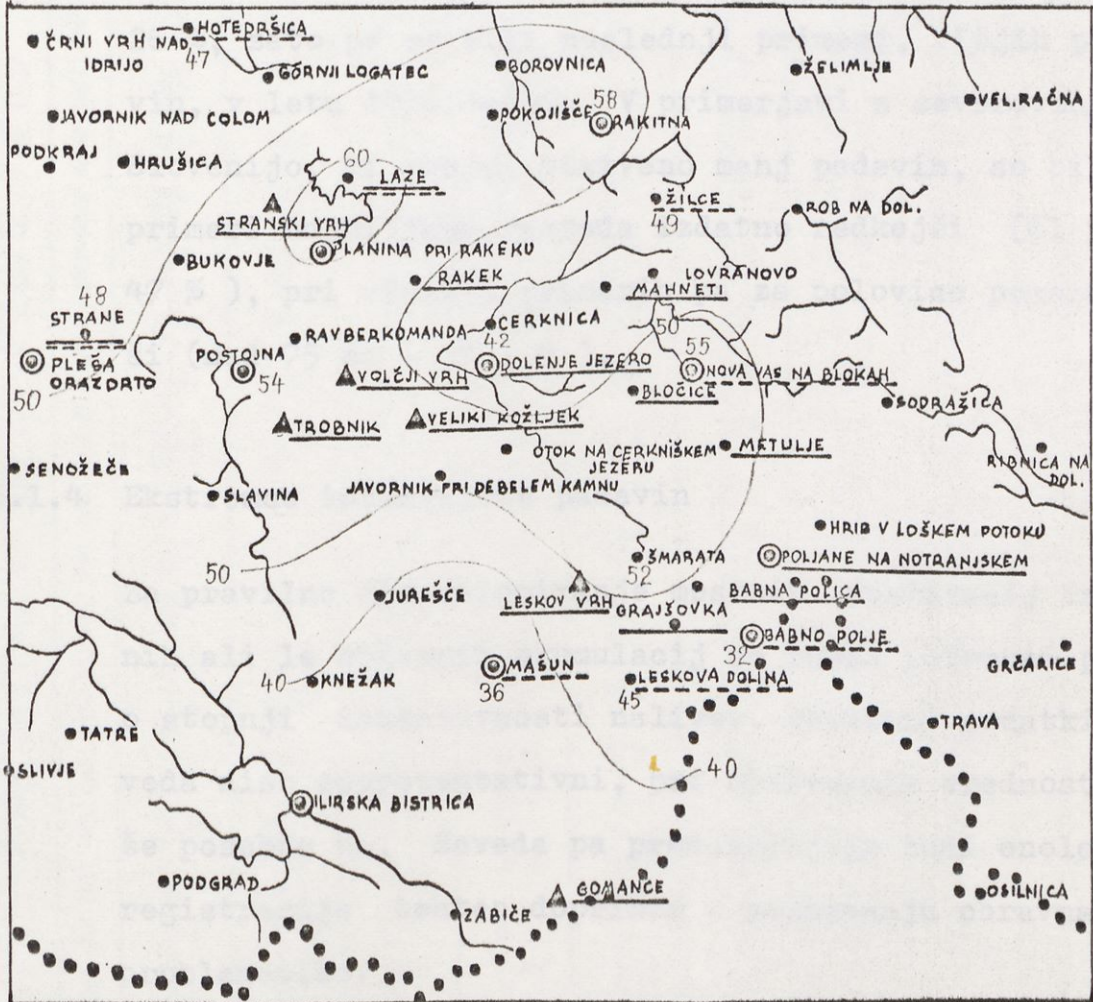 HOTEDRŠICA
47
ČRNI VRH NAD
IDRIJO
GORNJI LOGATEC
BOROVNICA
ŽELIMLJE
VEL. RAČNA
JAVORNIK NAD COLOM
POKOJIŠČE
58
RAKITNA
PODKRAJ
HRUŠICA
60
LAZE
ŽILCE
49
ROB NA DOL.
STRANSKI VRH
LANINA PRI RAKEKU
BUKOVJE
RAKEK
LOVRANOVO
MAHNETI
48
STRANE
PLEŠA
ORAZDRTO
50
RAVBERKOMANDA
POSTOJNA
54
CERKNICA
42
DOLENJE JEZERO
50
55
NOVA VAS NA BLOKAH
VOLČJI VRH
BLOČICE
SODRAŽICA
TROBNIK
VELIKI KOŽLJEK
SENOŽEČE
OTOK NA CERKNIŠKEM
JEZERU
METULJE
RIBNICA NA
DOL.
SLAVINA
JAVORNIK PRI DEBELEM KAMNU
1.4. Ekstremne padavin
HRIB V LOŠKEM POTOKU
50
ŠMARATA
52
POLJANE NA NOTRANJSKEM
JUREŠČE
LESKOV VRH
GRAJŠOVKA
BABNA POLICA
BABNO POLJE
32
GRČARICE
40
KNEŽAK
MAŠUN
36
LESKOVA DOLINA
45
TRAVA
TATRE
SLIVJE
40
ILIRSKA BISTRICA
PODGRAD
ZABIČE
GOMANCE
OSILNICA